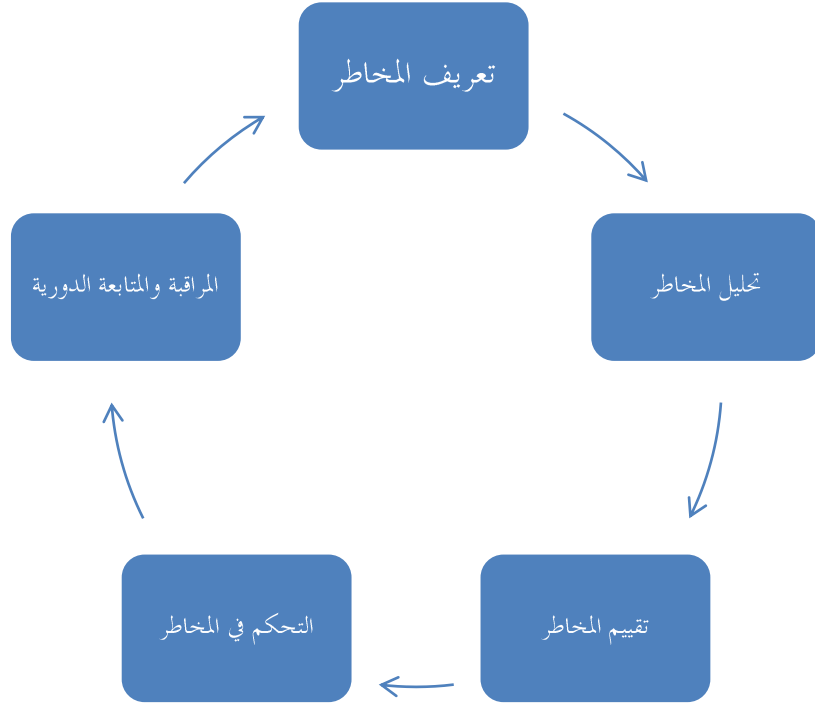 تعريف المخاطر
تحليل المخاطر
تقييم المخاطر
التحكم في المخاطر
المراقبة والمتابعة الدورية